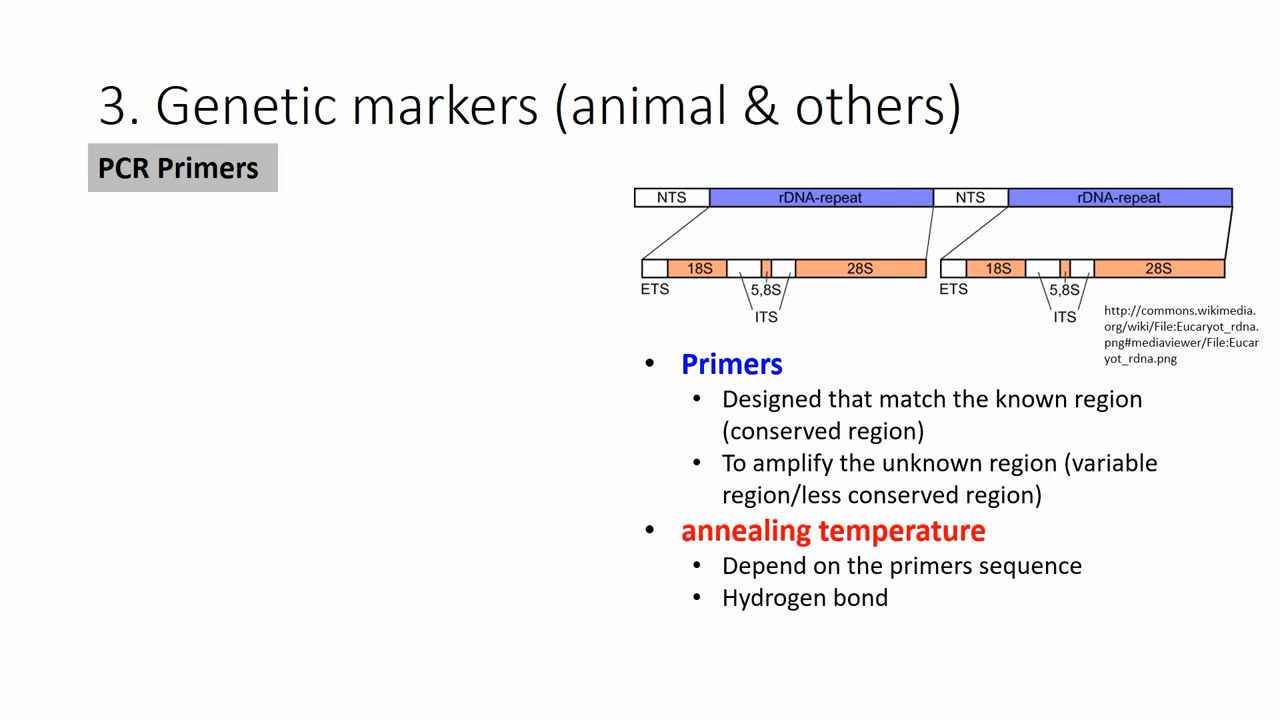 3. Genetic markers (animal & others)
PCR Primers
NTS rDNA-repeat NTS rDNA-repeat
18S 28S 18S 28S
ETS 5,8S ETS 5,8S
ITS ITS
http://commons.wikimedia.
org/wiki/File:Eucaryot_rdna.
png#mediaviewer/File:Eucar
yot_rdna.png
• Primers
• Designed that match the known region
(conserved region)
• To amplify the unknown region (variable
region/less conserved region)
• annealing temperature
• Depend on the primers sequence
• Hydrogen bond